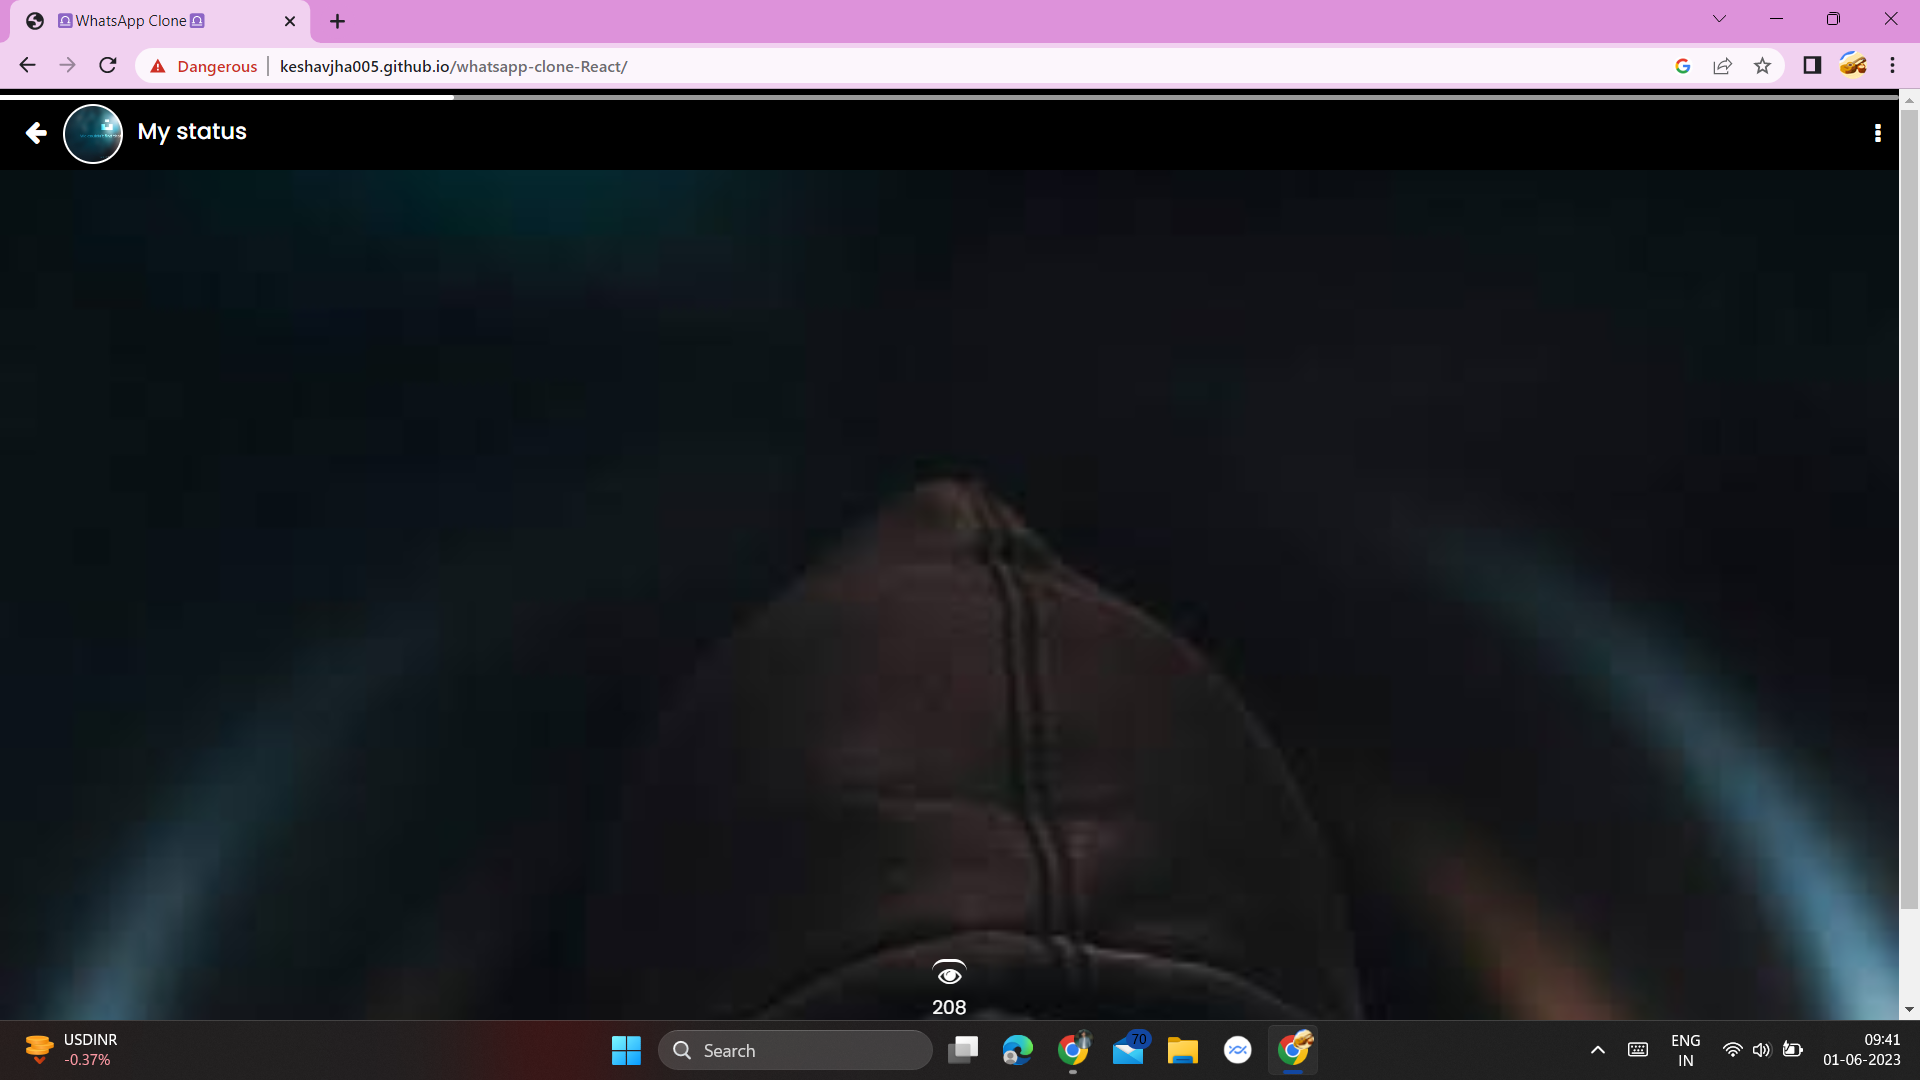 ♎WhatsApp Clone♎
Dangerous
keshavjha005.github.io/whatsapp-clone-React/
My status
208
USDINR
-0.37%
Search
70
ENG
IN
09:41
01-06-2023